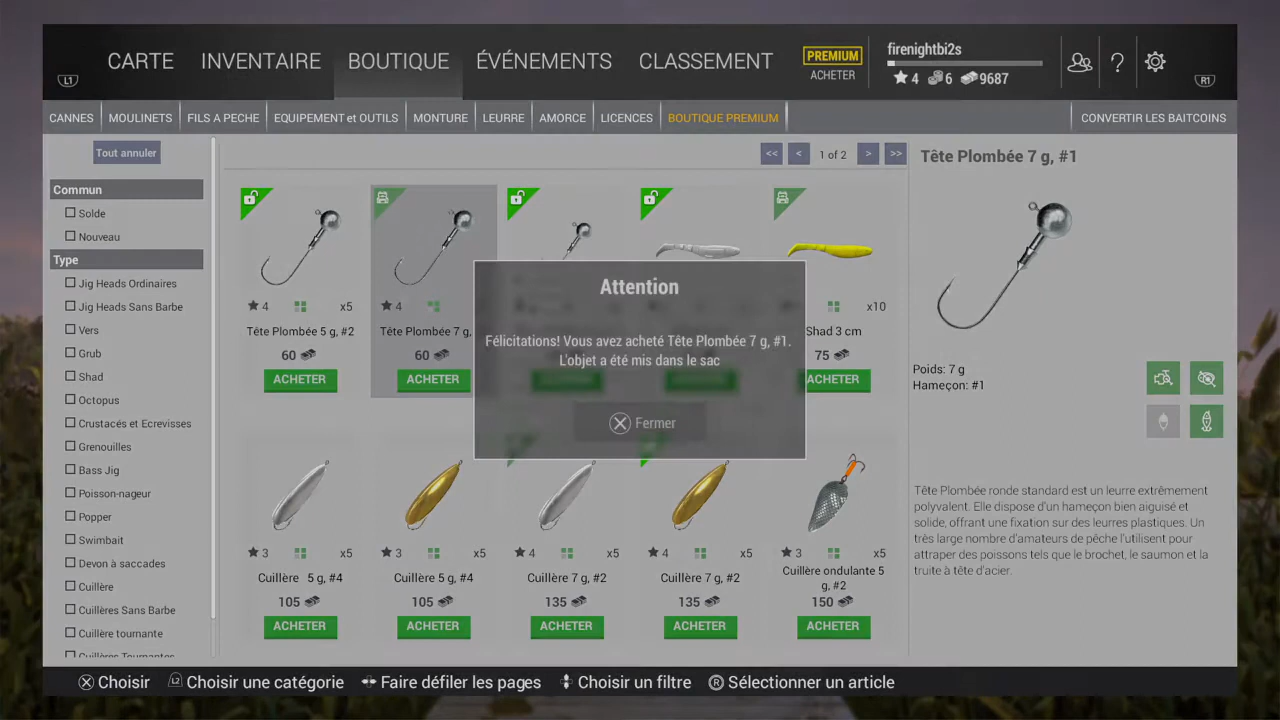 CARTE INVENTAIRE BOUTIQUE ÉVÉNEMENTS CLASSEMENT
PREMIUM
ACHETER
firenightbi2s
4 6 9687
L1
R1
CANNES MOULINETS FILS A PECHE EQUIPEMENT et OUTILS MONTURE LEURRE AMORCE LICENCES BOUTIQUE PREMIUM CONVERTIR LES BAITCOINS
Tout annuler
Commun
Solde
Nouveau
Type
Jig Heads Ordinaires
Jig Heads Sans Barbe
Vers
Grub
Shad
Octopus
Crustacés et Ecrevisses
Grenouilles
Bass Jig
Poisson-nageur
Popper
Swimbait
Devon à saccades
Cuillère
Cuillères Sans Barbe
Cuillère tournante
Cuillères Tournantes
<< < 1 of 2 > >>
4 x5
Tête Plombée 5 g, #2
60
ACHETER
4
Tête Plombée 7 g,
60
ACHETER
x10
Shad 3 cm
75
ACHETER
Attention
Félicitations! Vous avez acheté Tête Plombée 7 g, #1.
L'objet a été mis dans le sac
Fermer
3 x5
Cuillère 5 g, #4
105
ACHETER
3 x5
Cuillère 5 g, #4
105
ACHETER
4 x5
Cuillère 7 g, #2
135
ACHETER
4 x5
Cuillère 7 g, #2
135
ACHETER
3 x5
Cuillère ondulante 5
g, #2
150
ACHETER
Tête Plombée 7 g, #1
Poids: 7 g
Hameçon: #1
Tête Plombée ronde standard est un leurre extrêmement
polyvalent. Elle dispose d'un hameçon bien aiguisé et
solide, offrant une fixation sur des leurres plastiques. Un
très large nombre d'amateurs de pêche l'utilisent pour
attraper des poissons tels que le brochet, le saumon et la
truite à tête d'acier.
Choisir L2 Choisir une catégorie Faire défiler les pages Choisir un filtre R Sélectionner un article